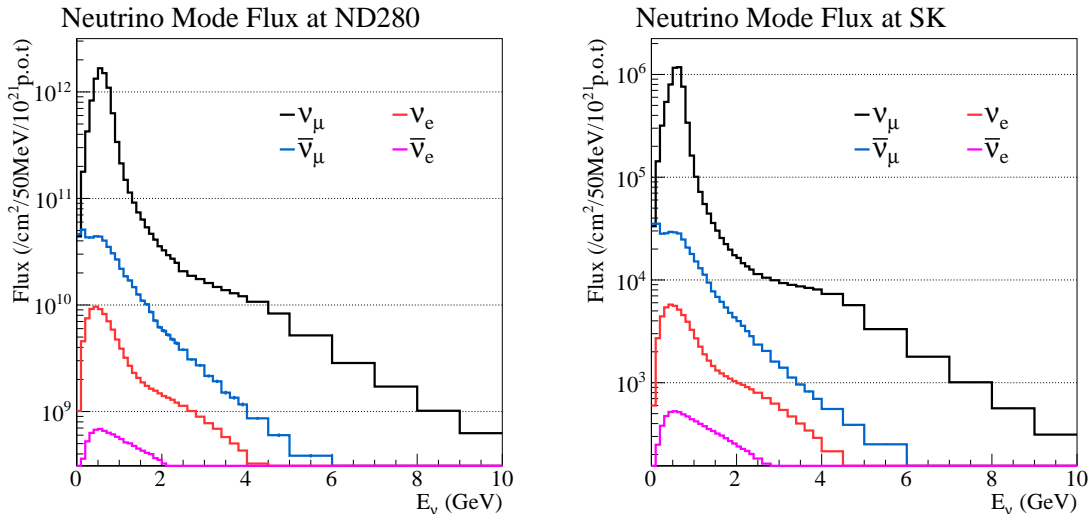 Neutrino Mode Flux at ND280
Flux (/cm²/50MeV/10²¹p.o.t)
10¹²
10¹¹
10¹⁰
10⁹
ν_μ ν_e
ν̅_μ ν̅_e
0 2 4 6 8 10
E_ν (GeV)
Neutrino Mode Flux at SK
Flux (/cm²/50MeV/10²¹p.o.t)
10⁶
10⁵
10⁴
10³
ν_μ ν_e
ν̅_μ ν̅_e
0 2 4 6 8 10
E_ν (GeV)